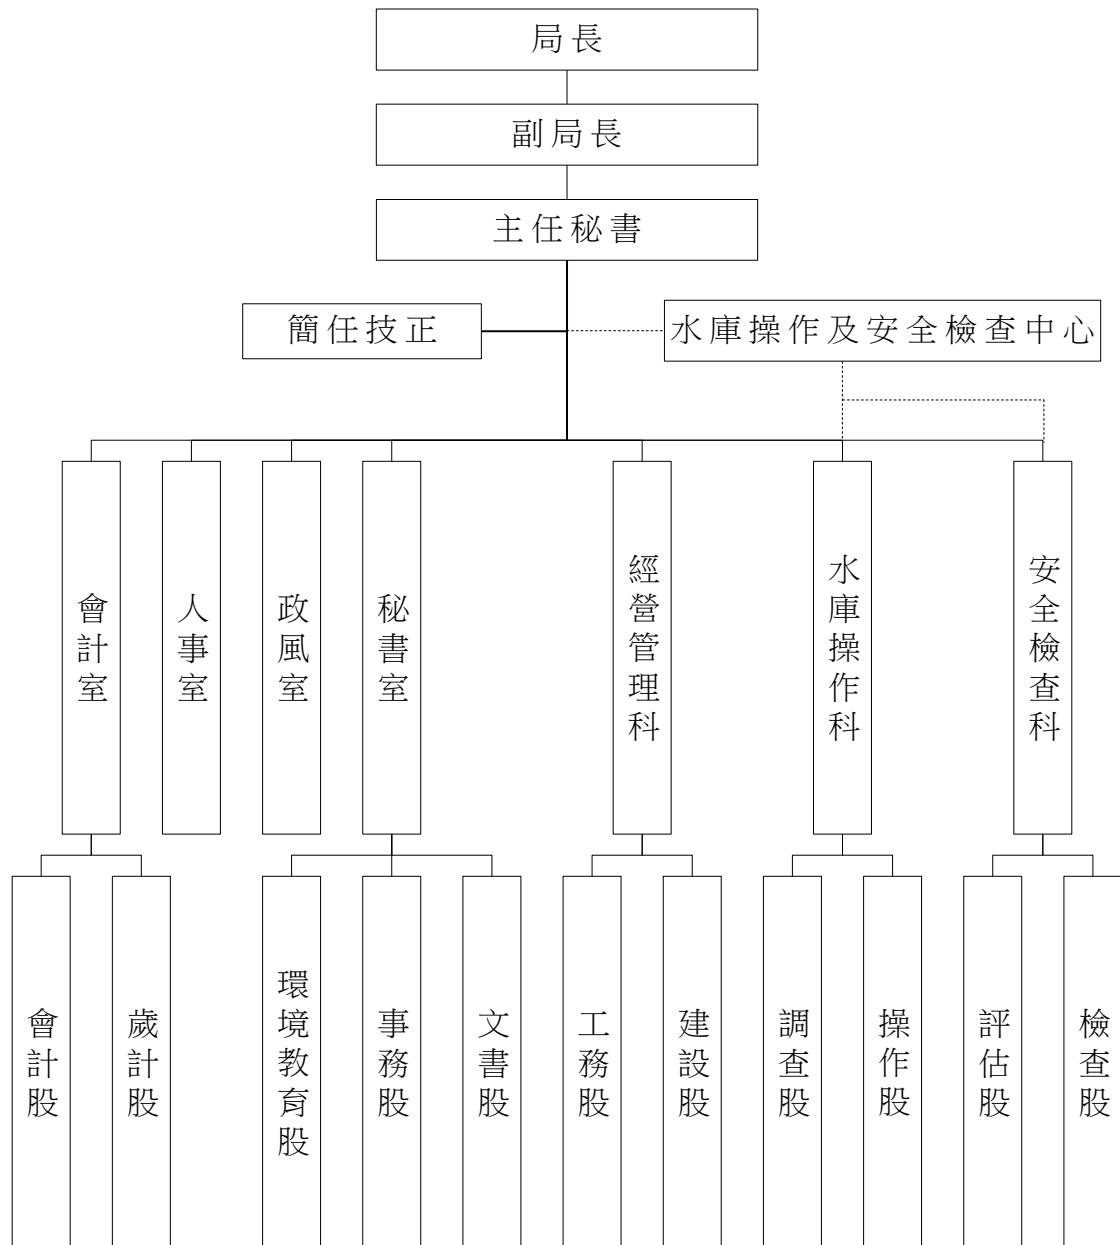 局長
副局長
主任秘書
簡任技正
水庫操作及安全檢查中心
會計室
人事室
政風室
秘書室
經營管理科
水庫操作科
安全檢查科
會計股
歲計股
環境教育股
事務股
文書股
工務股
建設股
調查股
操作股
評估股
檢查股